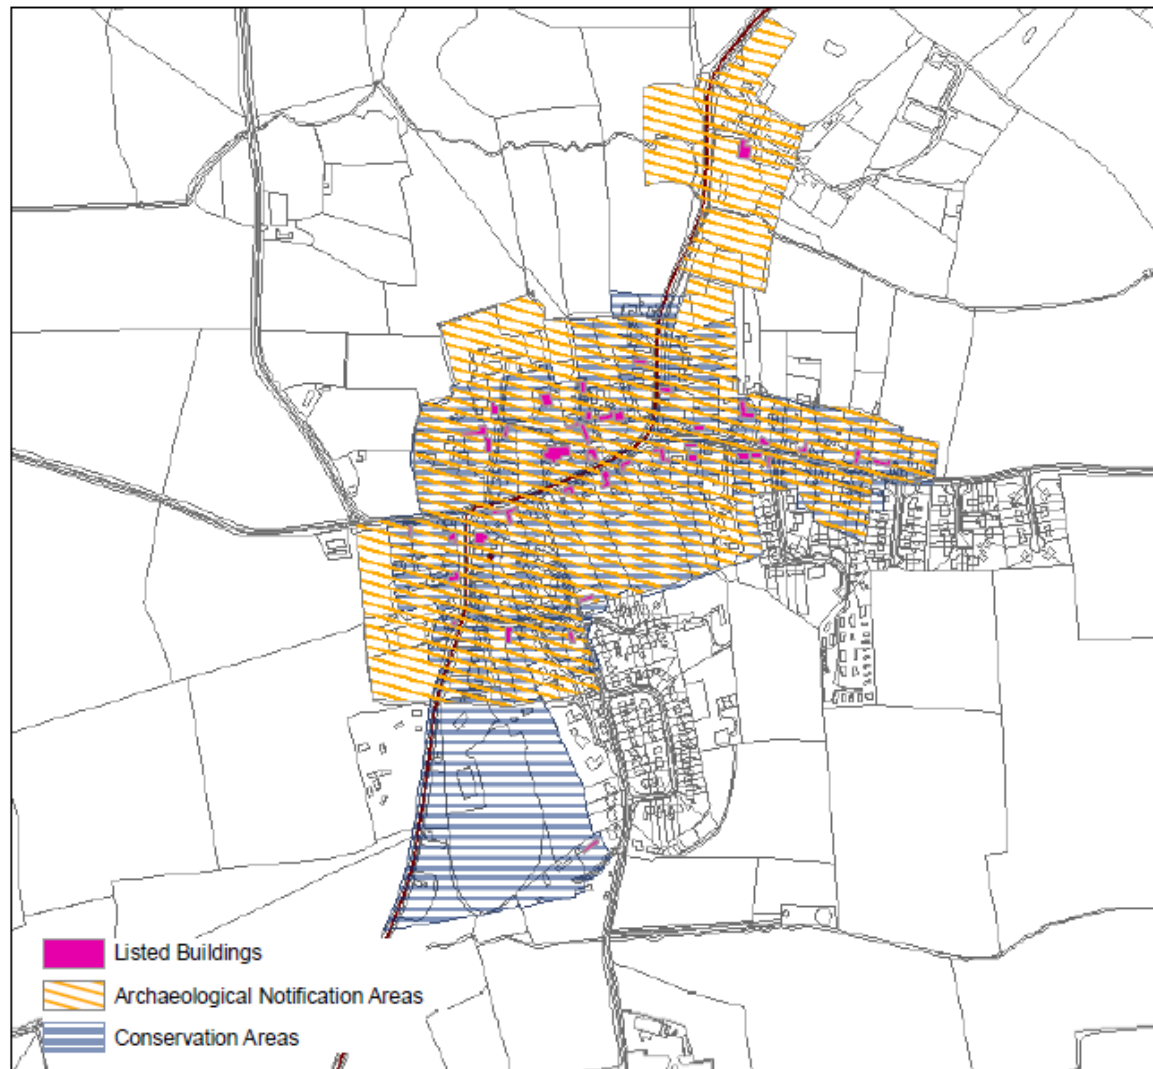 Listed Buildings
Archaeological Notification Areas
Conservation Areas